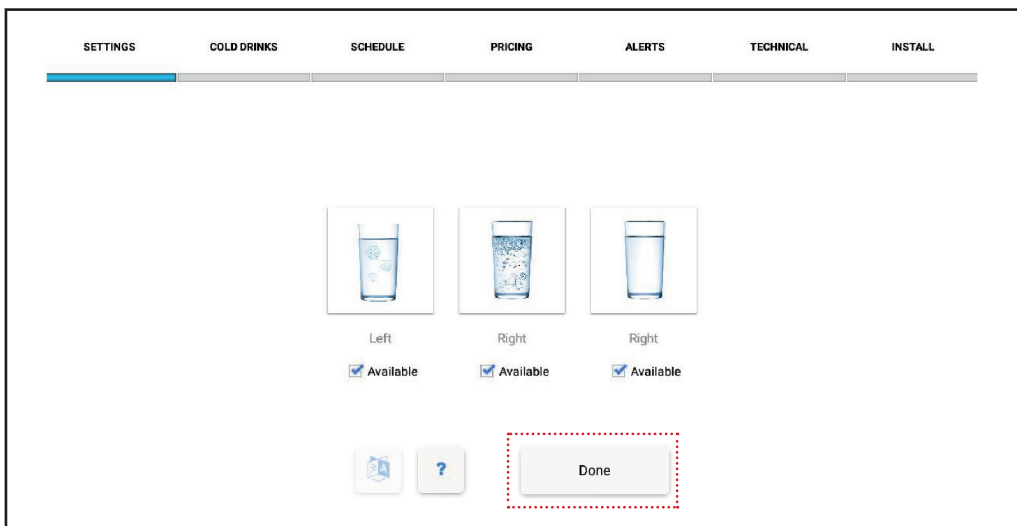 SETTINGS COLD DRINKS SCHEDULE PRICING ALERTS TECHNICAL INSTALL
Left Right Right
Available Available Available
? Done